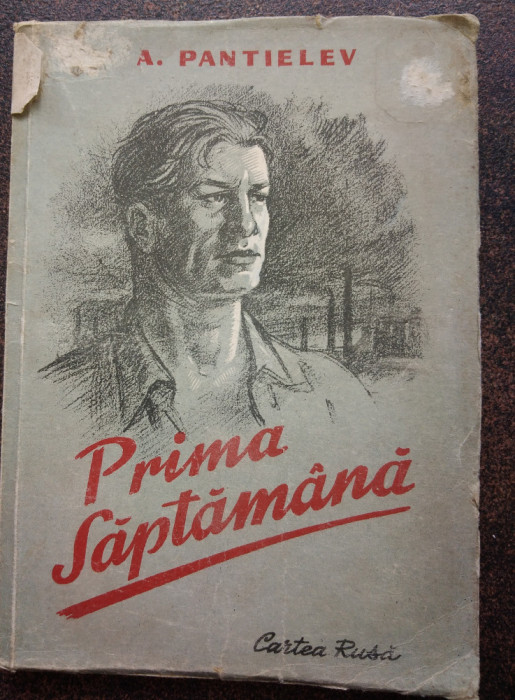 A. PANTIELEV
Prima
Săptămână
Cartea Rusă